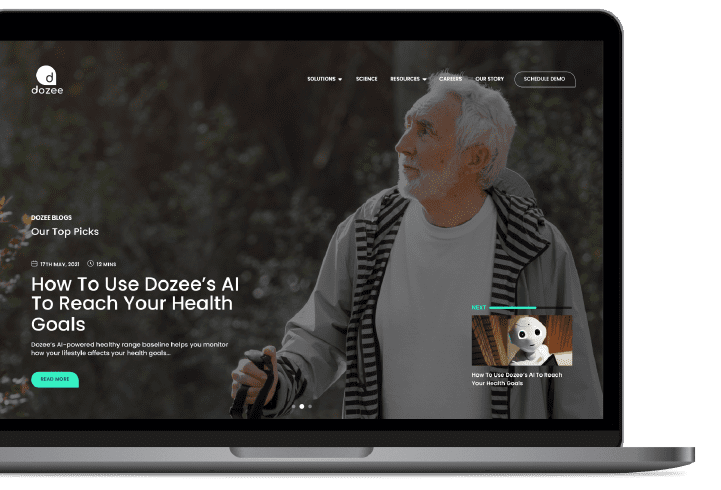 dozee
SOLUTIONS
SCIENCE
RESOURCES
CAREERS
OUR STORY
SCHEDULE DEMO
DOZEE BLOGS
Our Top Picks
17TH MAY, 2021
12 MINS
How To Use Dozee's AI
To Reach Your Health
Goals
Dozee's AI-powered healthy range baseline helps you monitor
how your lifestyle affects your health goals...
READ MORE
NEXT
How To Use Dozee's AI To Reach
Your Health Goals